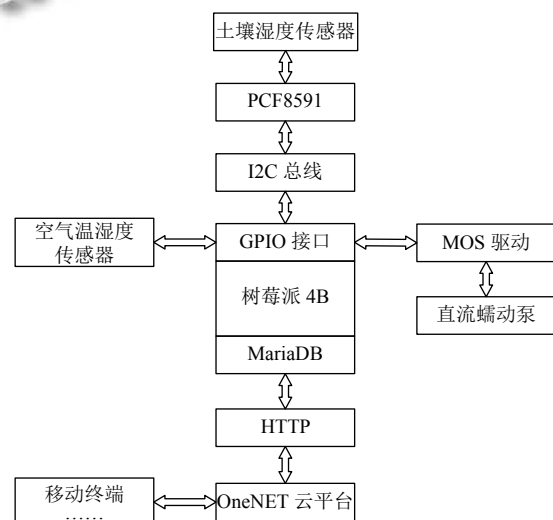 土壤湿度传感器
PCF8591
I2C 总线
空气温湿度
传感器
GPIO 接口
MOS 驱动
树莓派 4B
直流蠕动泵
MariaDB
HTTP
移动终端
……
OneNET 云平台